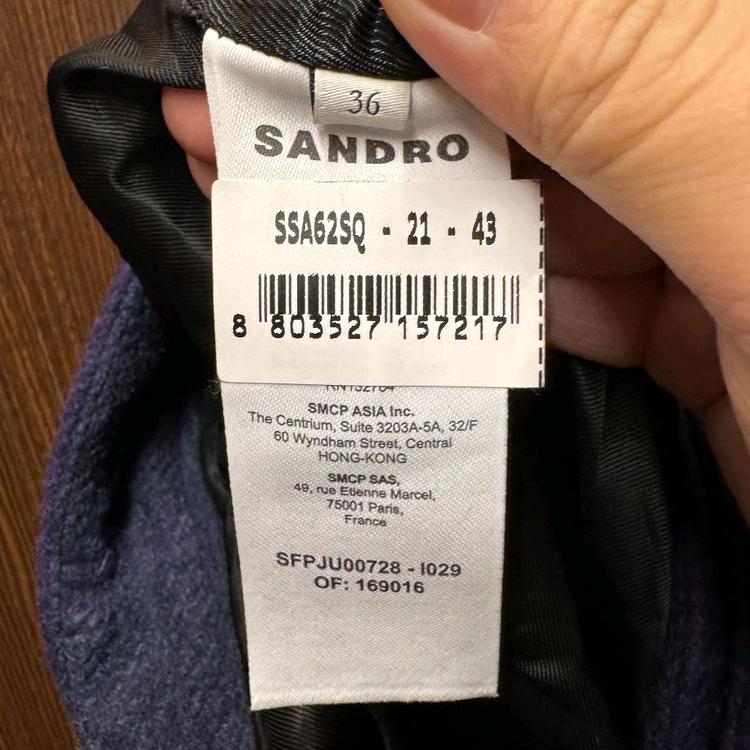 36
SANDRO
SSA62SQ - 21 - 43
8 803527 157217
SMCP ASIA Inc.
The Centrium, Suite 3203A-5A, 32/F
60 Wyndham Street, Central
HONG-KONG
SMCP SAS,
49, rue Etienne Marcel,
75001 Paris,
France
SFPJU00728 - I029
OF: 169016